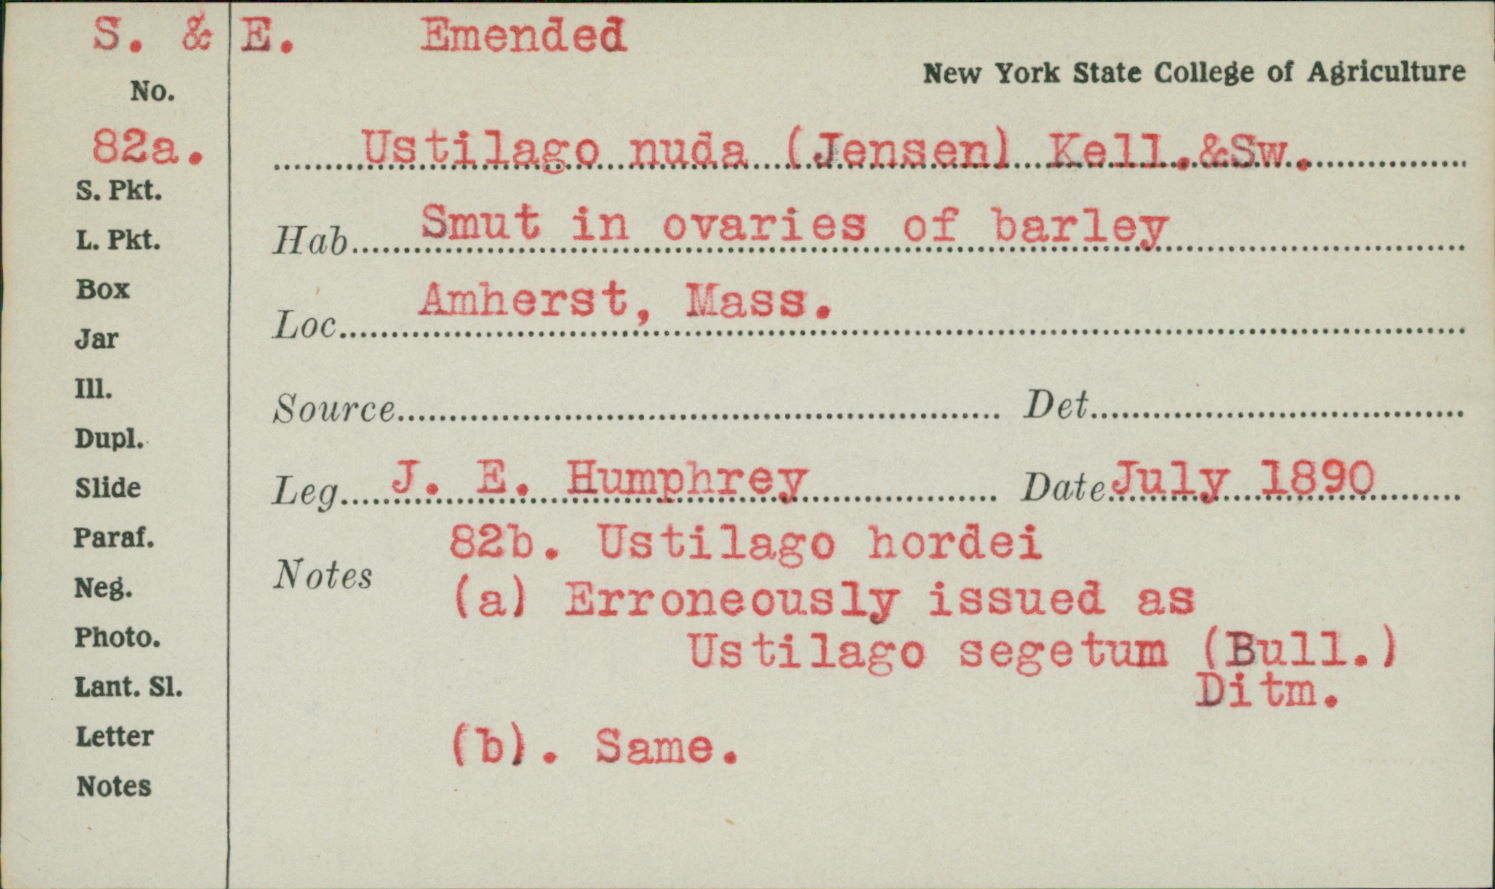 S. & E. Emended
New York State College of Agriculture
No.
82a.
Ustilago nuda (Jensen) Kell.&Sw.
S. Pkt.
Hab Smut in ovaries of barley
L. Pkt.
Box
Loc Amherst, Mass.
Jar
Ill.
Source Det.
Dupl.
Slide
Leg. J. E. Humphrey Date July 1890
Paraf.
Notes 82b. Ustilago hordei
Neg.
(a) Erroneously issued as
Photo.
Ustilago segetum (Bull.)
Lant. Sl.
Ditm.
Letter
(b). Same.
Notes